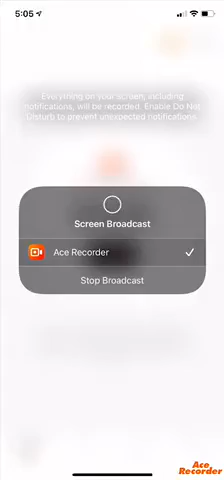 5:05
Everything on your screen, including
notifications, will be recorded. Enable Do Not
Disturb to prevent unexpected notifications.
Screen Broadcast
Ace Recorder
Stop Broadcast
Ace
Recorder